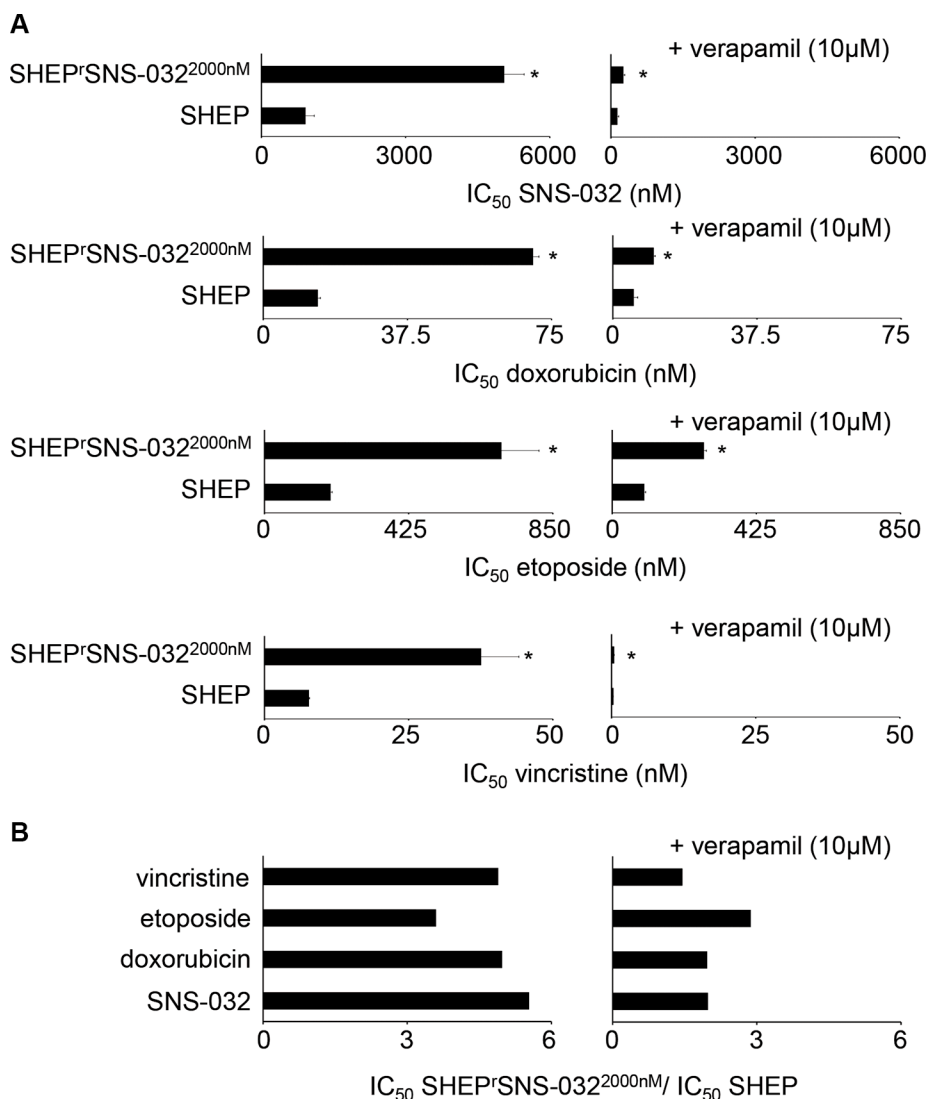 A
+ verapamil (10µM)
SHEPʳSNS-032²⁰⁰⁰ⁿᴹ * *
SHEP
0 3000 6000 0 3000 6000
IC₅₀ SNS-032 (nM)
+ verapamil (10µM)
SHEPʳSNS-032²⁰⁰⁰ⁿᴹ * *
SHEP
0 37.5 75 0 37.5 75
IC₅₀ doxorubicin (nM)
+ verapamil (10µM)
SHEPʳSNS-032²⁰⁰⁰ⁿᴹ * *
SHEP
0 425 850 0 425 850
IC₅₀ etoposide (nM)
+ verapamil (10µM)
SHEPʳSNS-032²⁰⁰⁰ⁿᴹ * *
SHEP
0 25 50 0 25 50
IC₅₀ vincristine (nM)
B
+ verapamil (10µM)
vincristine
etoposide
doxorubicin
SNS-032
0 3 6 0 3 6
IC₅₀ SHEPʳSNS-032²⁰⁰⁰ⁿᴹ/ IC₅₀ SHEP